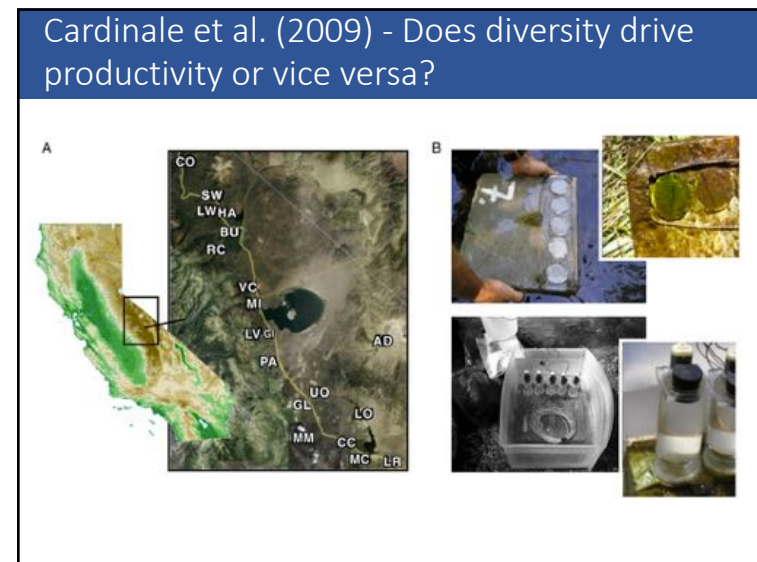 Cardinale et al. (2009) - Does diversity drive
productivity or vice versa?
A
CO
SW
LW HA
BU
RC
VC
MI
LV GI
AD
PA
UO
GL
LO
MM
CC
MC LR
B